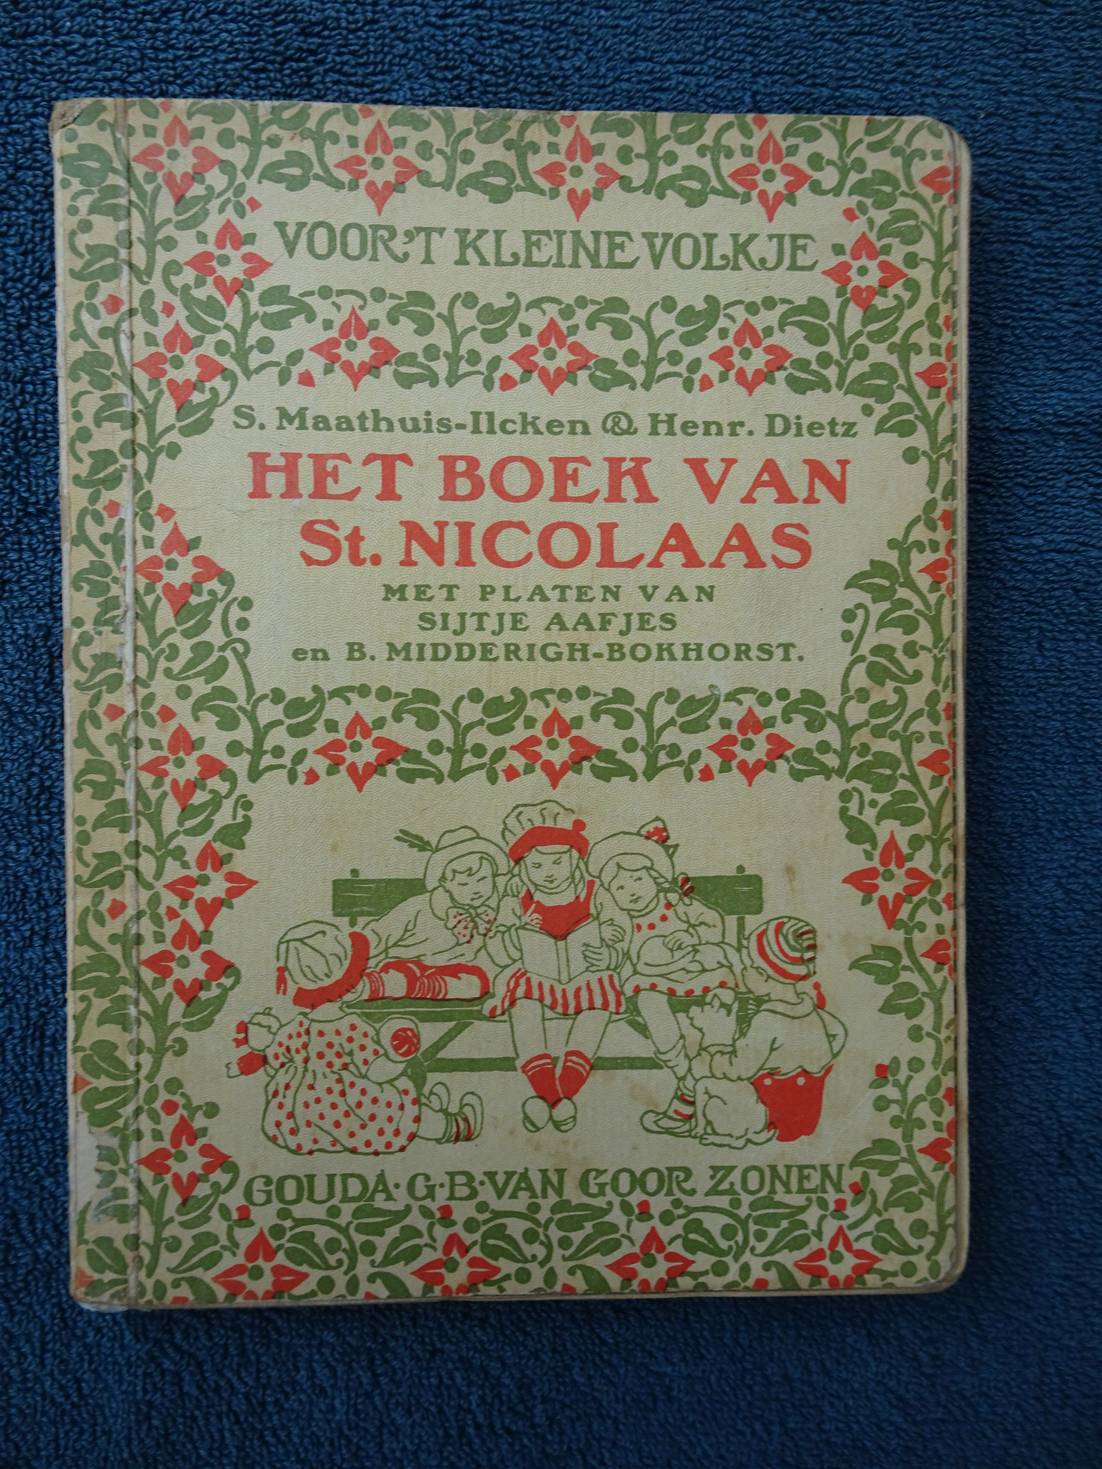 VOOR'T KLEINE VOLKJE
S. Maathuis-Ilcken & Henr. Dietz
HET BOEK VAN
St. NICOLAAS
MET PLATEN VAN
SIJTJE AAFJES
en B. MIDDERIGH-BOKHORST.
GOUDA·G·B·VAN GOOR ZONEN